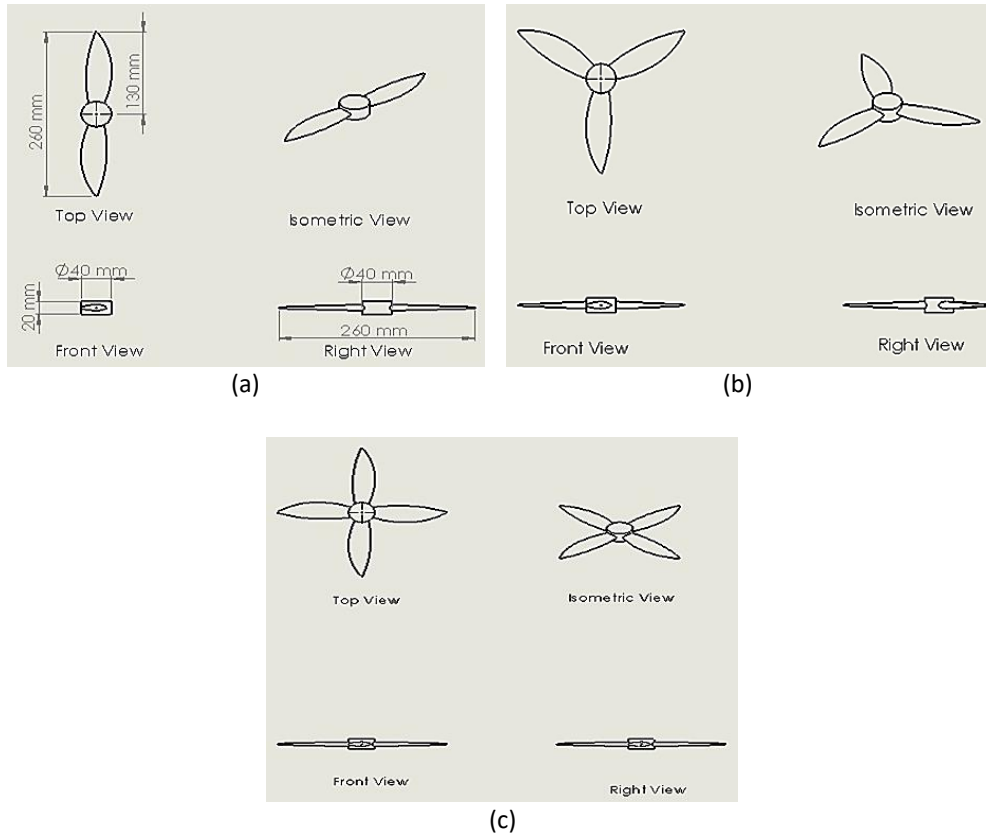 260 mm
130 mm
Top View
Isometric View
Ø40 mm
20 mm
Front View
Ø40 mm
260 mm
Right View
(a)
Top View
Isometric View
Front View
Right View
(b)
Top View
Isometric View
Front View
Right View
(c)